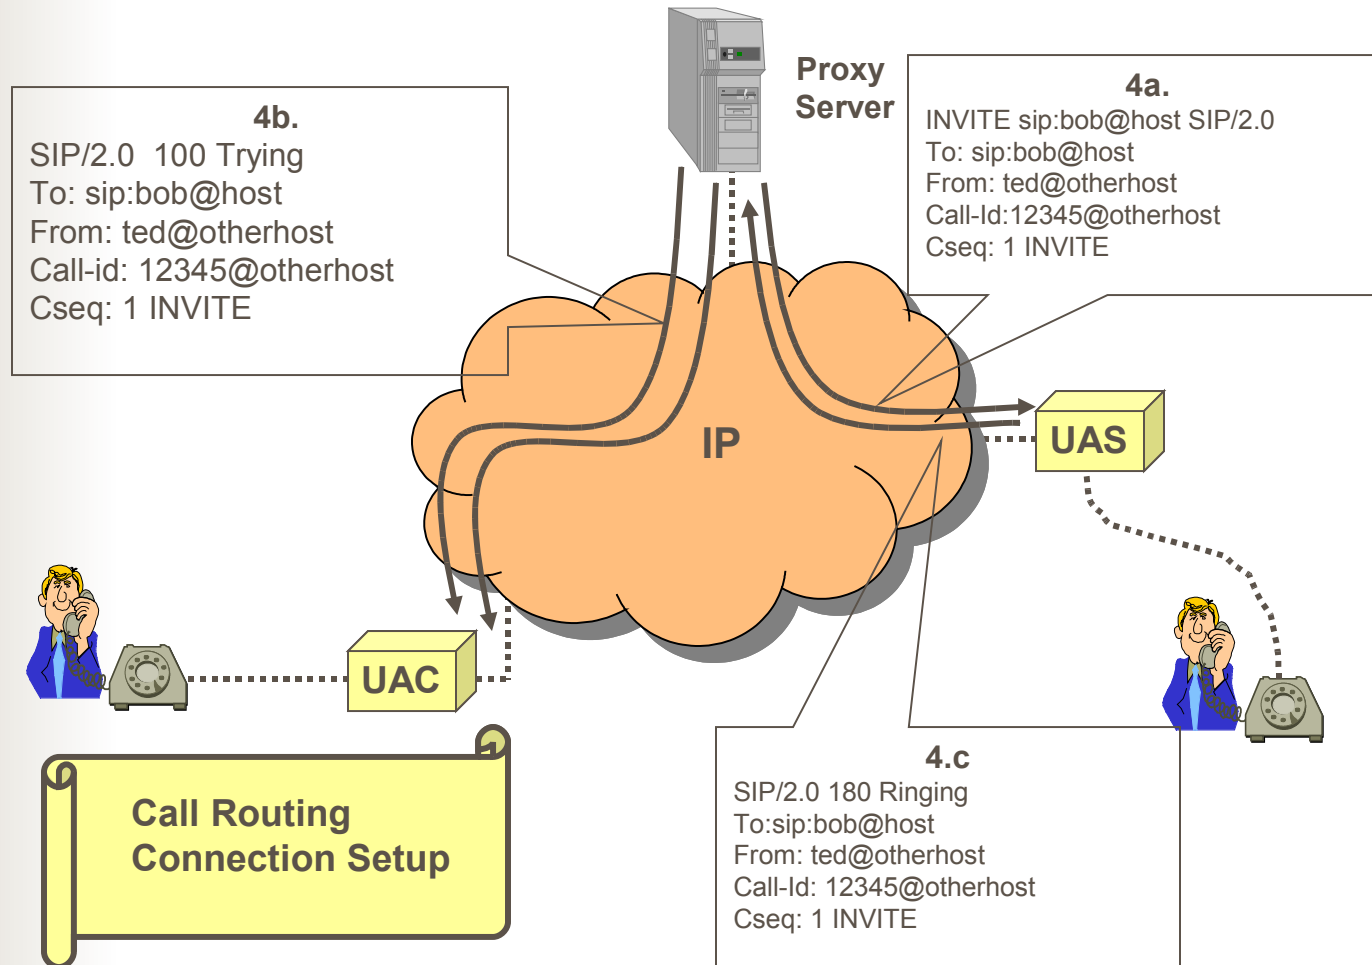 Proxy
Server
4a.
INVITE sip:bob@host SIP/2.0
To: sip:bob@host
From: ted@otherhost
Call-Id:12345@otherhost
Cseq: 1 INVITE
4b.
SIP/2.0  100 Trying
To: sip:bob@host
From: ted@otherhost
Call-id: 12345@otherhost
Cseq: 1 INVITE
IP
UAS
UAC
4.c
SIP/2.0 180 Ringing
To:sip:bob@host
From: ted@otherhost
Call-Id: 12345@otherhost
Cseq: 1 INVITE
Call Routing
Connection Setup